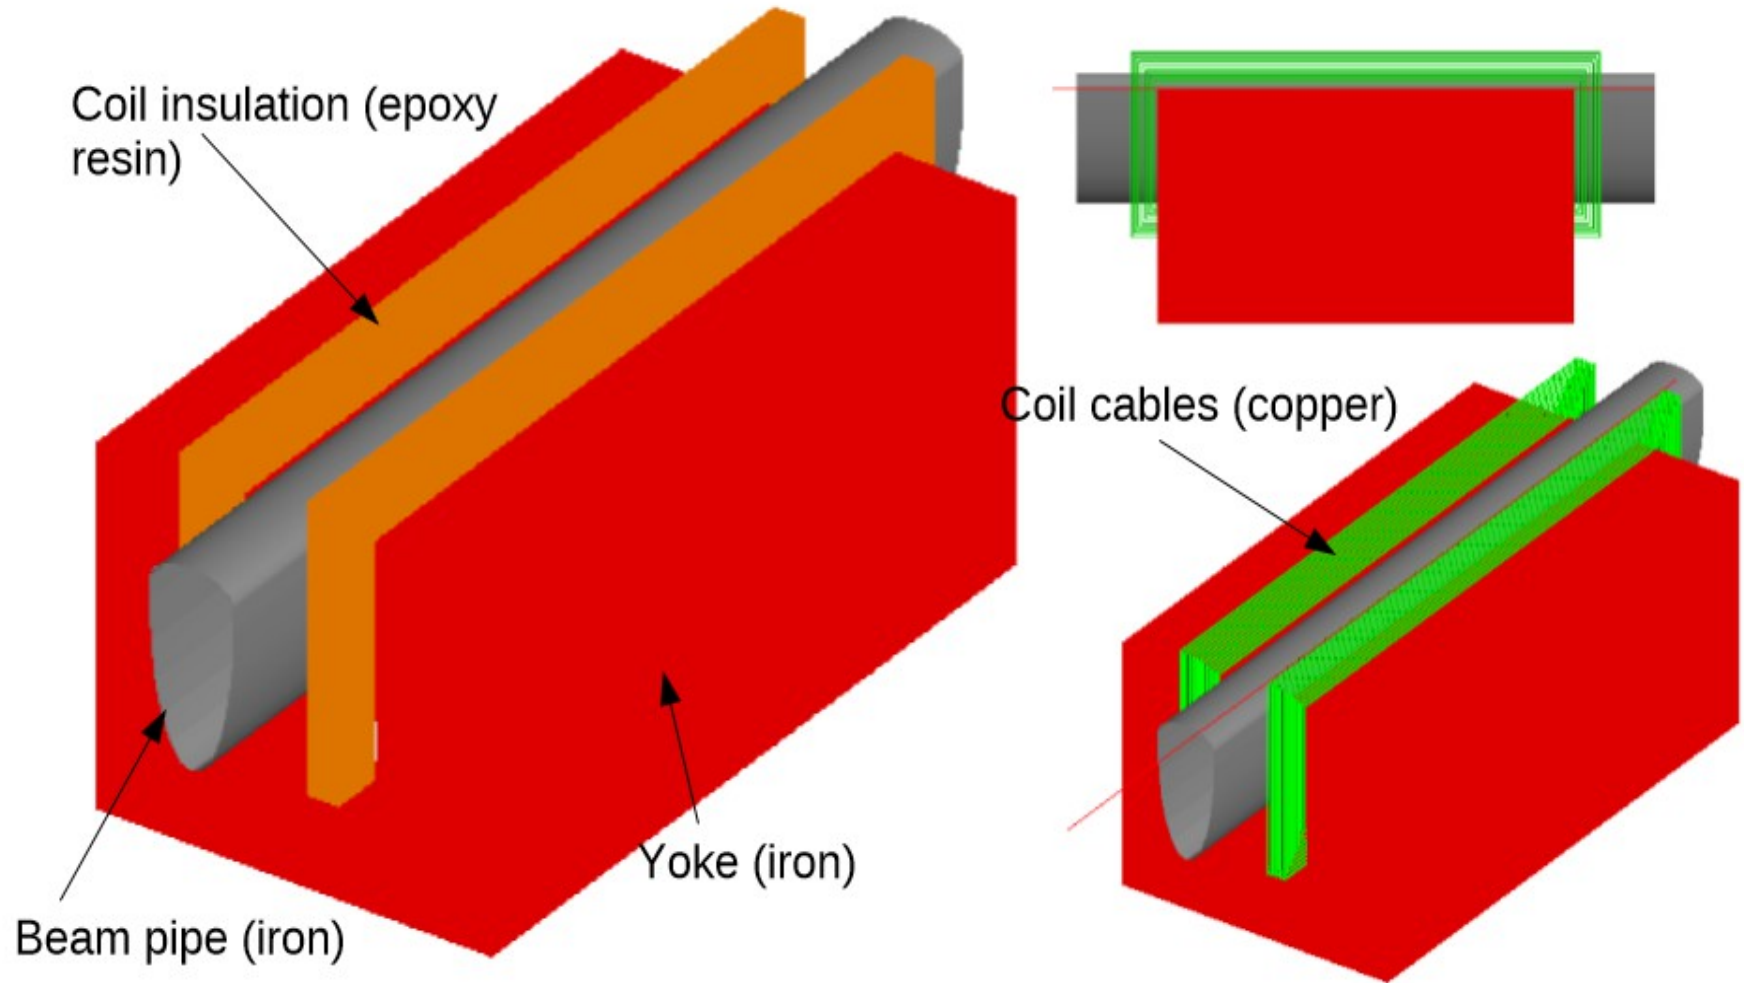 Coil insulation (epoxy
resin)
Coil cables (copper)
Yoke (iron)
Beam pipe (iron)